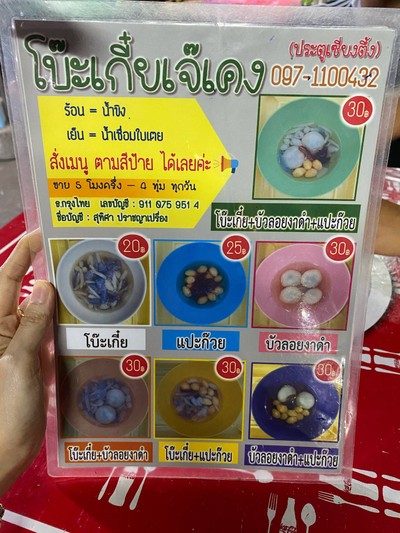 โบ๊ะเกี๋ยเจ๊เคง
(ประตูเชียงตึ๋ง)
097-1100432
ร้อน = น้ำขิง
เย็น = น้ำเชื่อมใบเตย
สั่งเมนู ตามสีป้าย ได้เลยค่ะ
ขาย 5 โมงครึ่ง - 4 ทุ่ม ทุกวัน
ธ.กรุงไทย เลขบัญชี : 911 675 951 4
ชื่อบัญชี : สุทิศา ปราชญาเปรื่อง
30฿
โบ๊ะเกี๋ย+บัวลอยงาดำ+แปะก๊วย
20฿
25฿
30฿
โบ๊ะเกี๋ย
แปะก๊วย
บัวลอยงาดำ
30฿
30฿
30฿
โบ๊ะเกี๋ย+บัวลอยงาดำ
โบ๊ะเกี๋ย+แปะก๊วย
บัวลอยงาดำ+แปะก๊วย